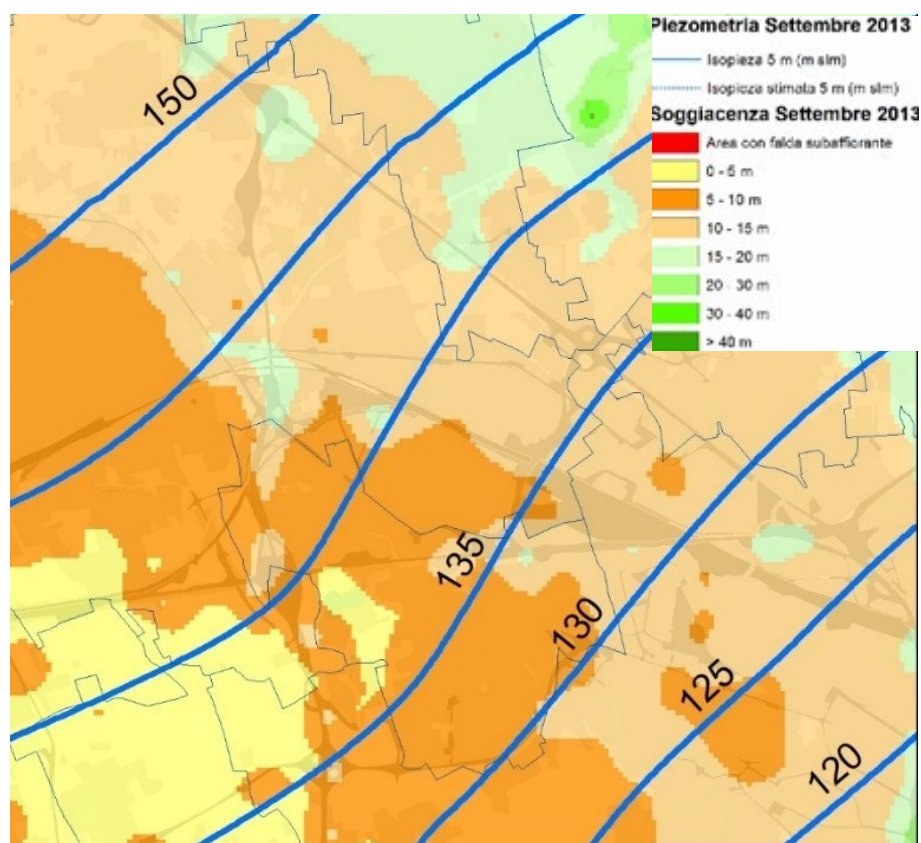 Piezometria Settembre 2013
Isopieza 5 m (m slm)
Isopieza stimata 5 m (m slm)
Soggiacenza Settembre 2013
Area con falda subaffiorante
0 - 5 m
5 - 10 m
10 - 15 m
15 - 20 m
20 - 30 m
30 - 40 m
> 40 m
150
135
130
125
120